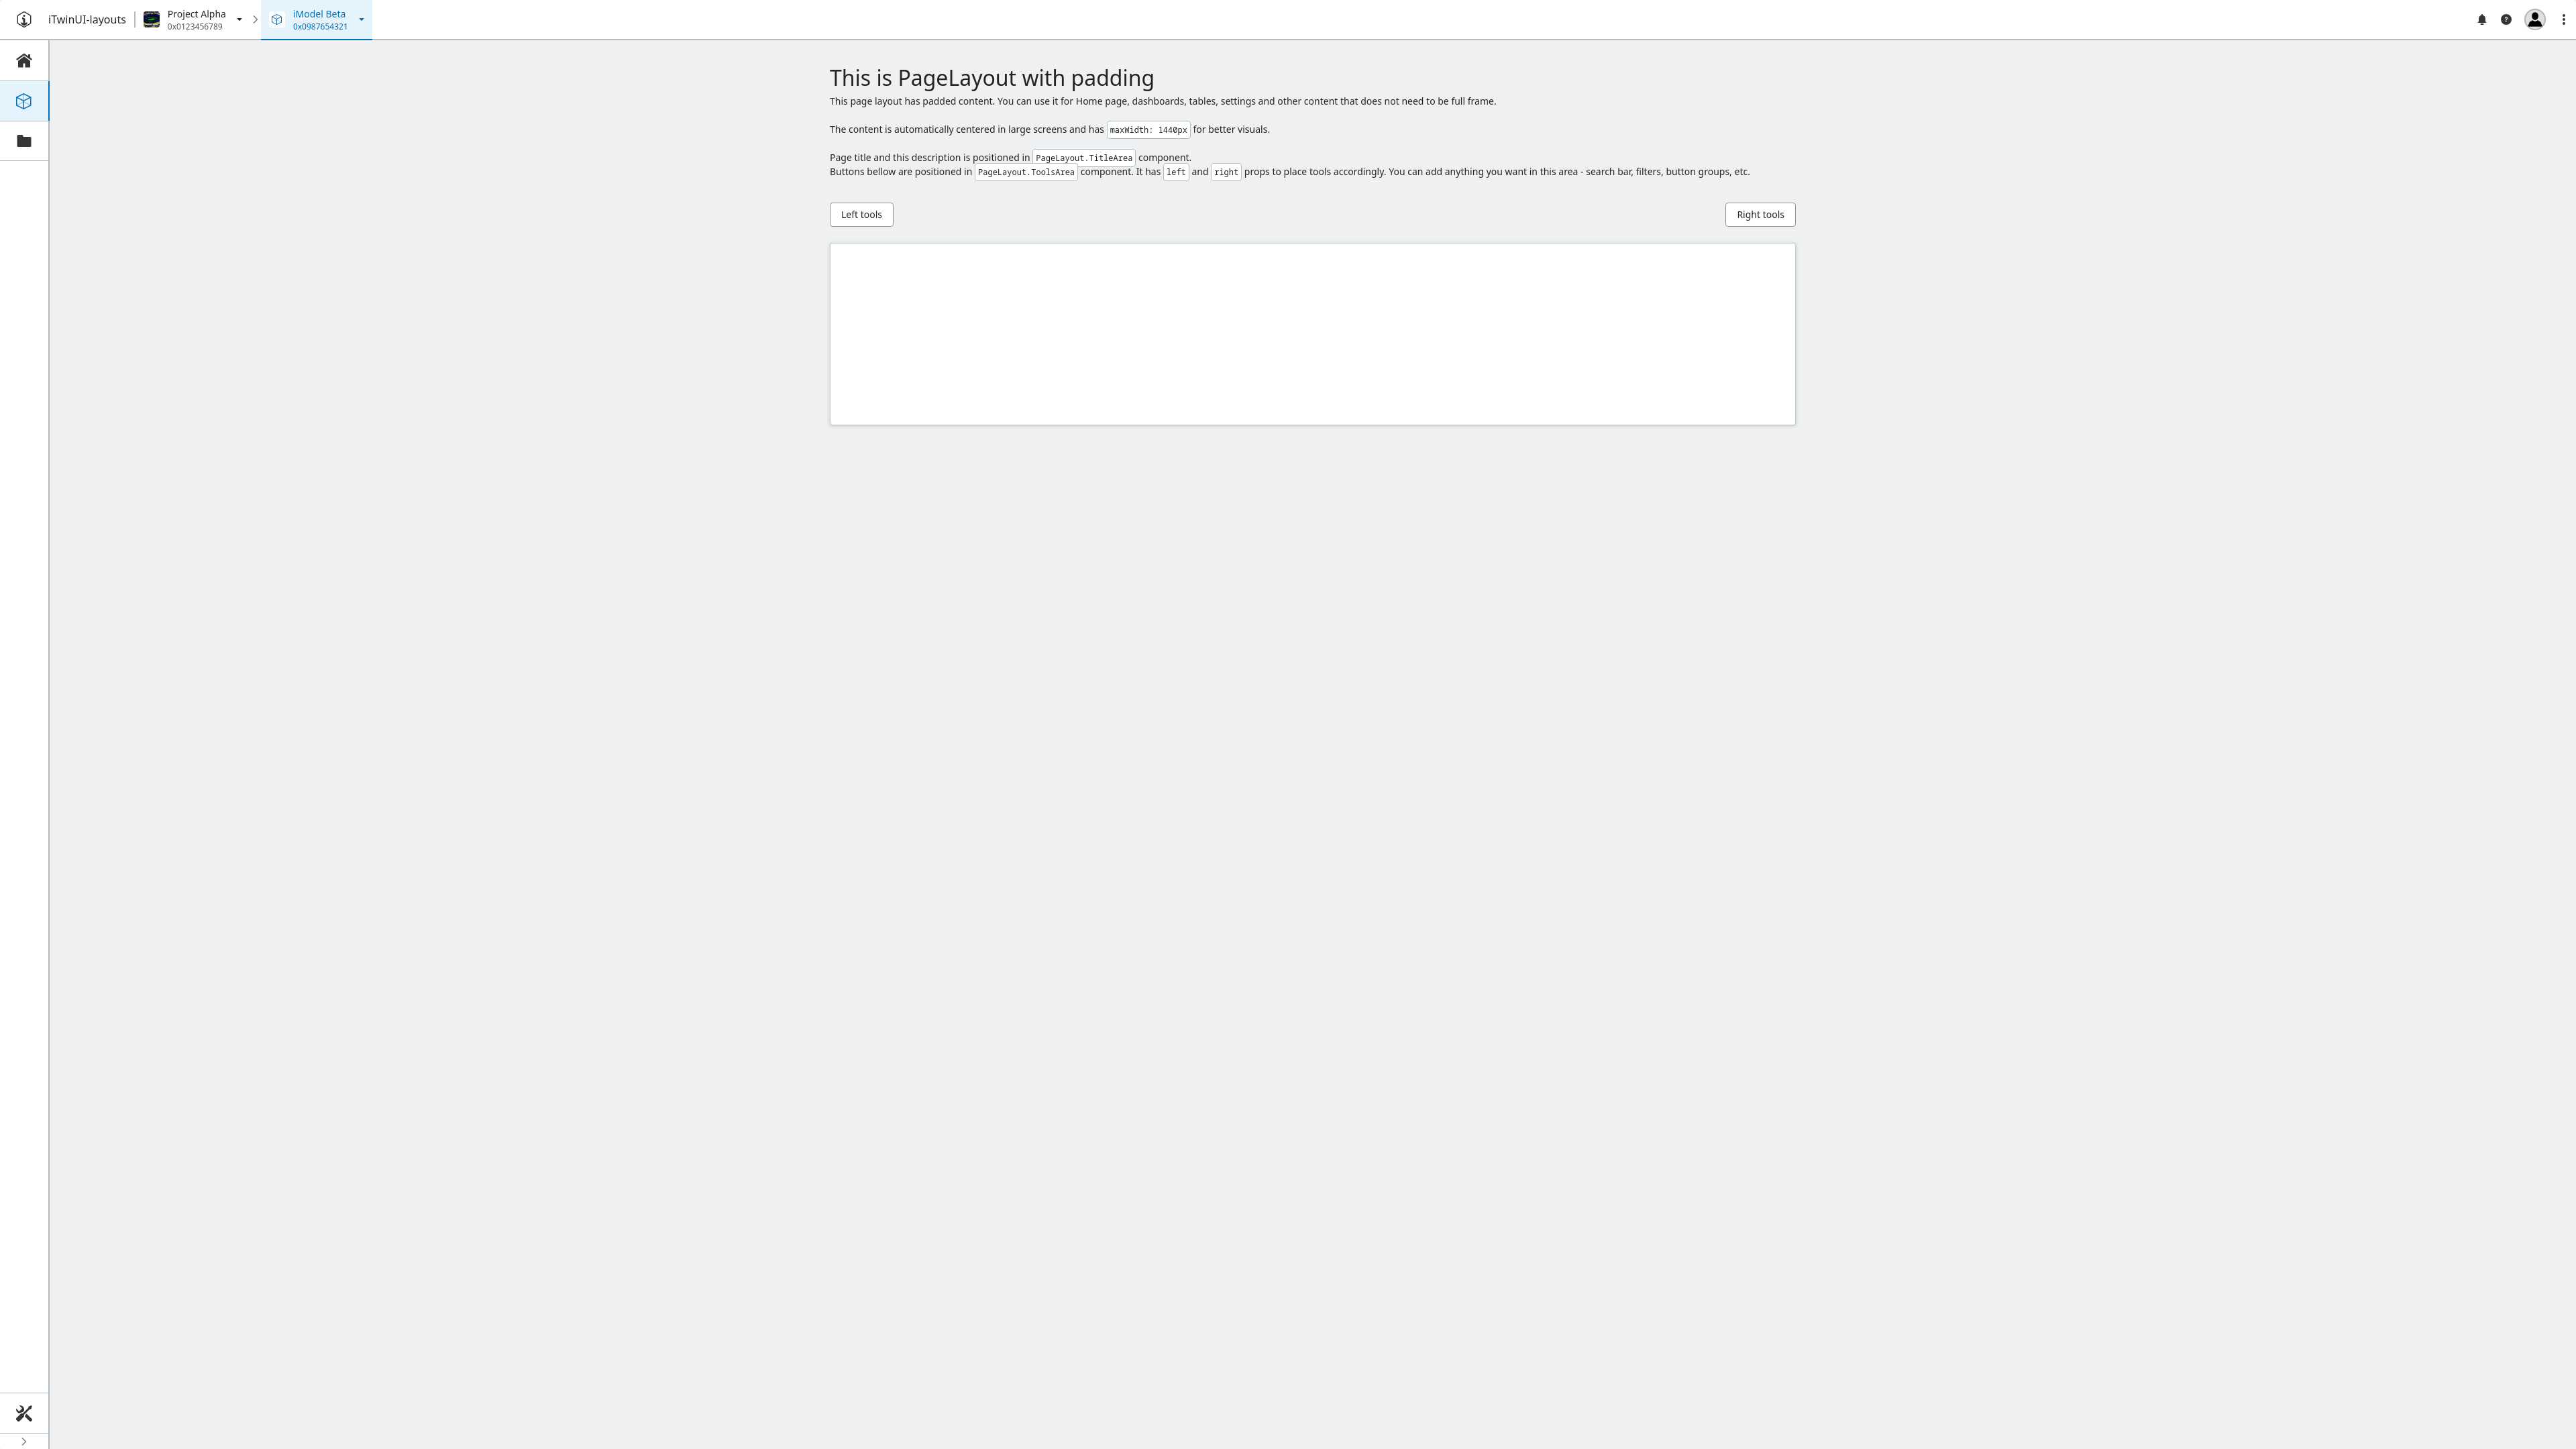 iTwinUI-layouts
Project Alpha
0x0123456789
iModel Beta
0x0987654321
This is PageLayout with padding
This page layout has padded content. You can use it for Home page, dashboards, tables, settings and other content that does not need to be full frame.
The content is automatically centered in large screens and has maxWidth: 1440px for better visuals.
Page title and this description is positioned in PageLayout.TitleArea component.
Buttons bellow are positioned in PageLayout.ToolsArea component. It has left and right props to place tools accordingly. You can add anything you want in this area - search bar, filters, button groups, etc.
Left tools
Right tools